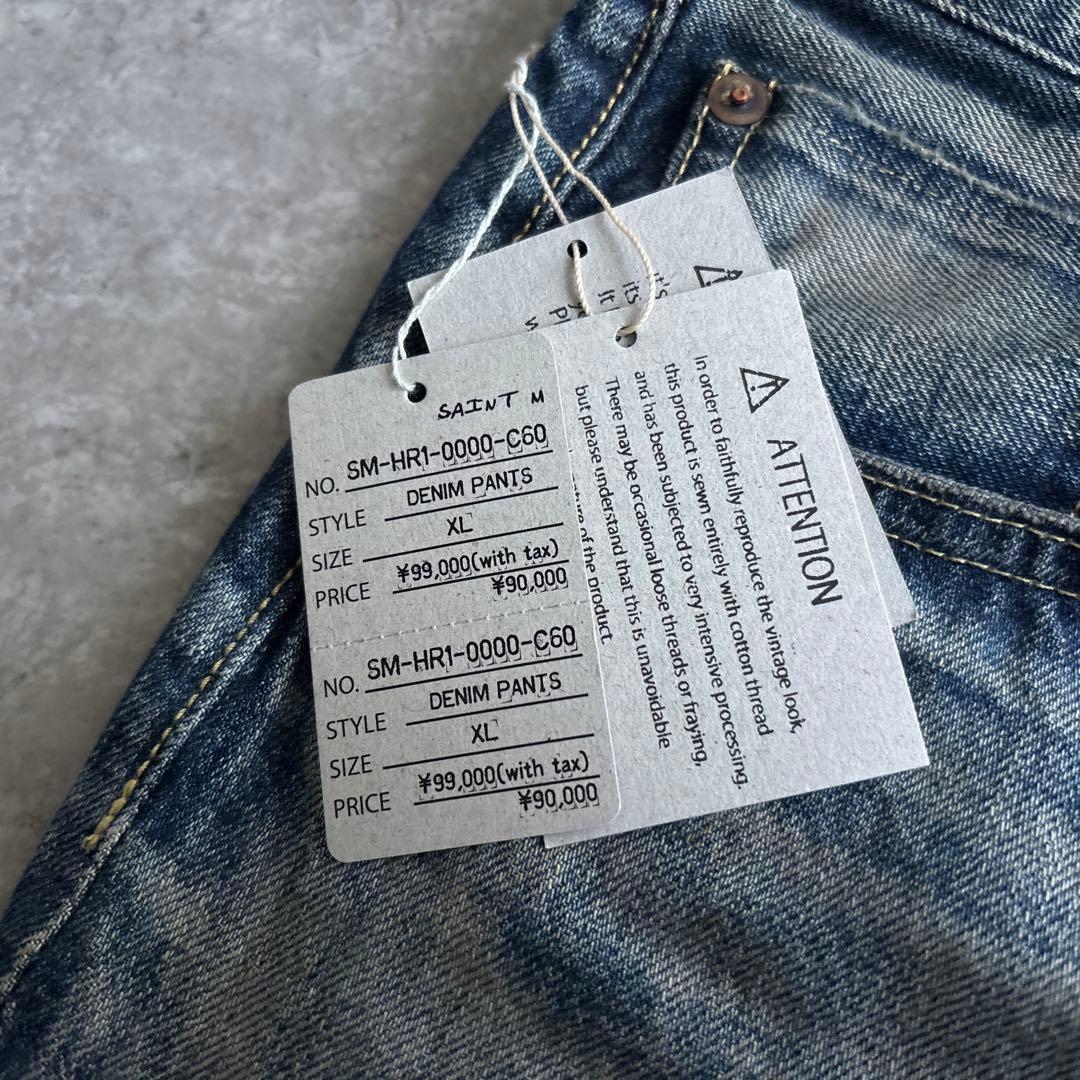 SAINT M
NO. SM-HR1-0000-C60
STYLE DENIM PANTS
SIZE XL
PRICE ¥99,000(with tax)
¥90,000
NO. SM-HR1-0000-C60
STYLE DENIM PANTS
SIZE XL
PRICE ¥99,000(with tax)
¥90,000
ATTENTION
In order to faithfully reproduce the vintage look,
this product is sewn entirely with cotton thread
and has been subjected to very intensive processing.
There may be occasional loose threads or fraying,
but please understand that this is unavoidable
of the product.
It's
its
It